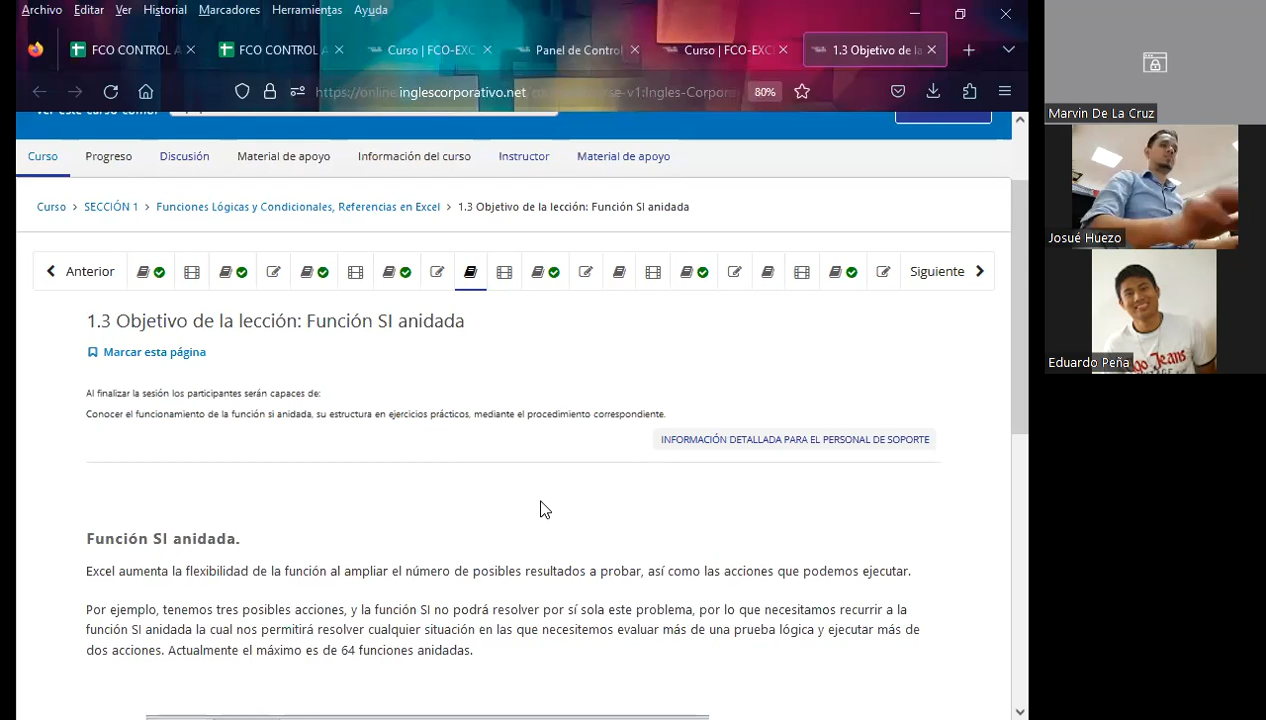 Archivo Editar Ver Historial Marcadores Herramientas Ayuda
FCO CONTROL A
FCO CONTROL A
Curso | FCO-EXC
Panel de Control
Curso | FCO-EXC
1.3 Objetivo de la
https://online.inglescorporativo.net
80%
Ver este curso como:
Curso Progreso Discusión Material de apoyo Información del curso Instructor Material de apoyo
Curso > SECCIÓN 1 > Funciones Lógicas y Condicionales, Referencias en Excel > 1.3 Objetivo de la lección: Función SI anidada
Anterior
Siguiente
1.3 Objetivo de la lección: Función SI anidada
Marcar esta página
Al finalizar la sesión los participantes serán capaces de:
Conocer el funcionamiento de la función si anidada, su estructura en ejercicios prácticos, mediante el procedimiento correspondiente.
INFORMACIÓN DETALLADA PARA EL PERSONAL DE SOPORTE
Función SI anidada.
Excel aumenta la flexibilidad de la función al ampliar el número de posibles resultados a probar, así como las acciones que podemos ejecutar.
Por ejemplo, tenemos tres posibles acciones, y la función SI no podrá resolver por sí sola este problema, por lo que necesitamos recurrir a la
función SI anidada la cual nos permitirá resolver cualquier situación en las que necesitemos evaluar más de una prueba lógica y ejecutar más de
dos acciones. Actualmente el máximo es de 64 funciones anidadas.
Marvin De La Cruz
Josué Huezo
Eduardo Peña